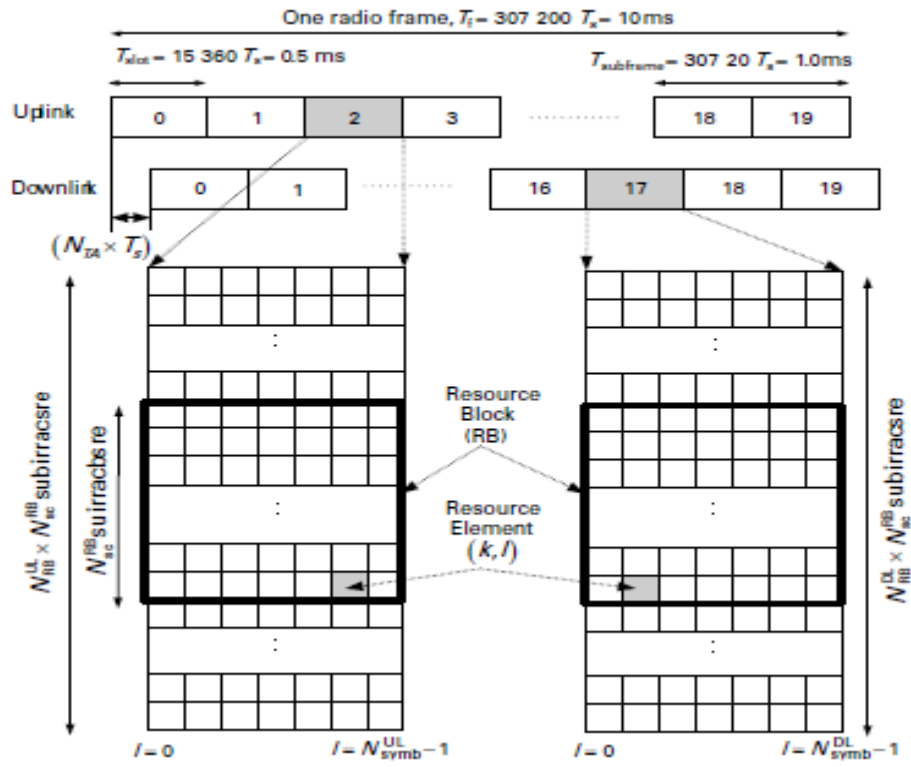 One radio frame, T_f = 307 200 T_s = 10 ms
T_slot = 15 360 T_s = 0.5 ms
T_subframe = 307 20 T_s = 1.0ms
Uplink 0 1 2 3 18 19
Downlink 0 1 16 17 18 19
(N_TA × T_s)
N_RB^UL × N_sc^RB subirracsre
N_sc^RB suirracbsre
Resource
Block
(RB)
Resource
Element
(k, l)
N_RB^DL × N_sc^RB subirracsre
l = 0
l = N_symb^UL − 1
l = 0
l = N_symb^DL − 1